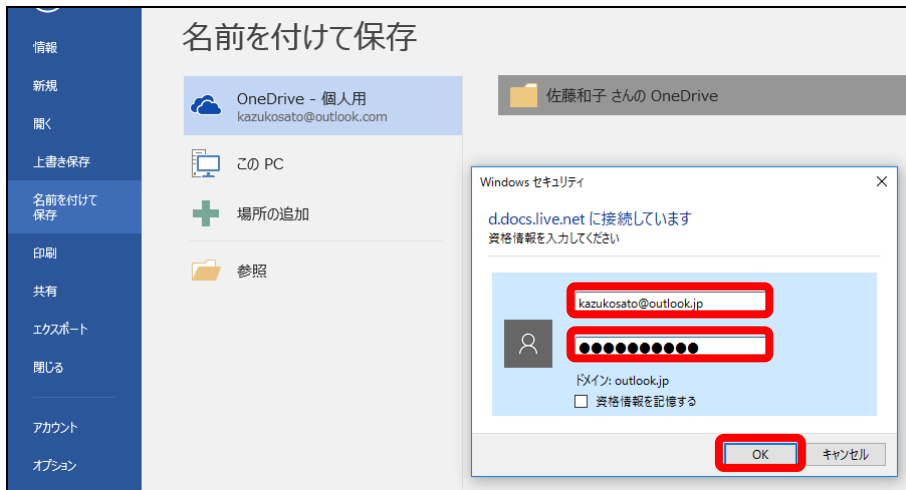 情報
新規
開く
上書き保存
名前を付けて
保存
印刷
共有
エクスポート
閉じる
アカウント
オプション
名前を付けて保存
OneDrive - 個人用
kazukosato@outlook.com
この PC
場所の追加
参照
佐藤和子 さんの OneDrive
Windows セキュリティ
d.docs.live.net に接続しています
資格情報を入力してください
kazukosato@outlook.jp
●●●●●●●●●●
ドメイン: outlook.jp
資格情報を記憶する
OK
キャンセル